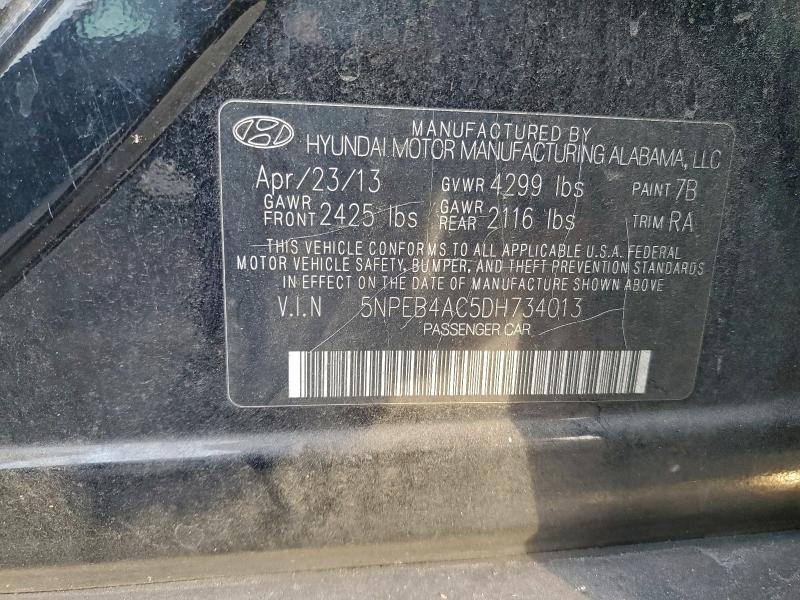 MANUFACTURED BY
HYUNDAI MOTOR MANUFACTURING ALABAMA, LLC
Apr/23/13 GVWR 4299 lbs PAINT 7B
GAWR FRONT 2425 lbs GAWR REAR 2116 lbs TRIM RA
THIS VEHICLE CONFORMS TO ALL APPLICABLE U.S.A. FEDERAL
MOTOR VEHICLE SAFETY, BUMPER, AND THEFT PREVENTION STANDARDS
IN EFFECT ON THE DATE OF MANUFACTURE SHOWN ABOVE
V.I.N 5NPEB4AC5DH734013
PASSENGER CAR